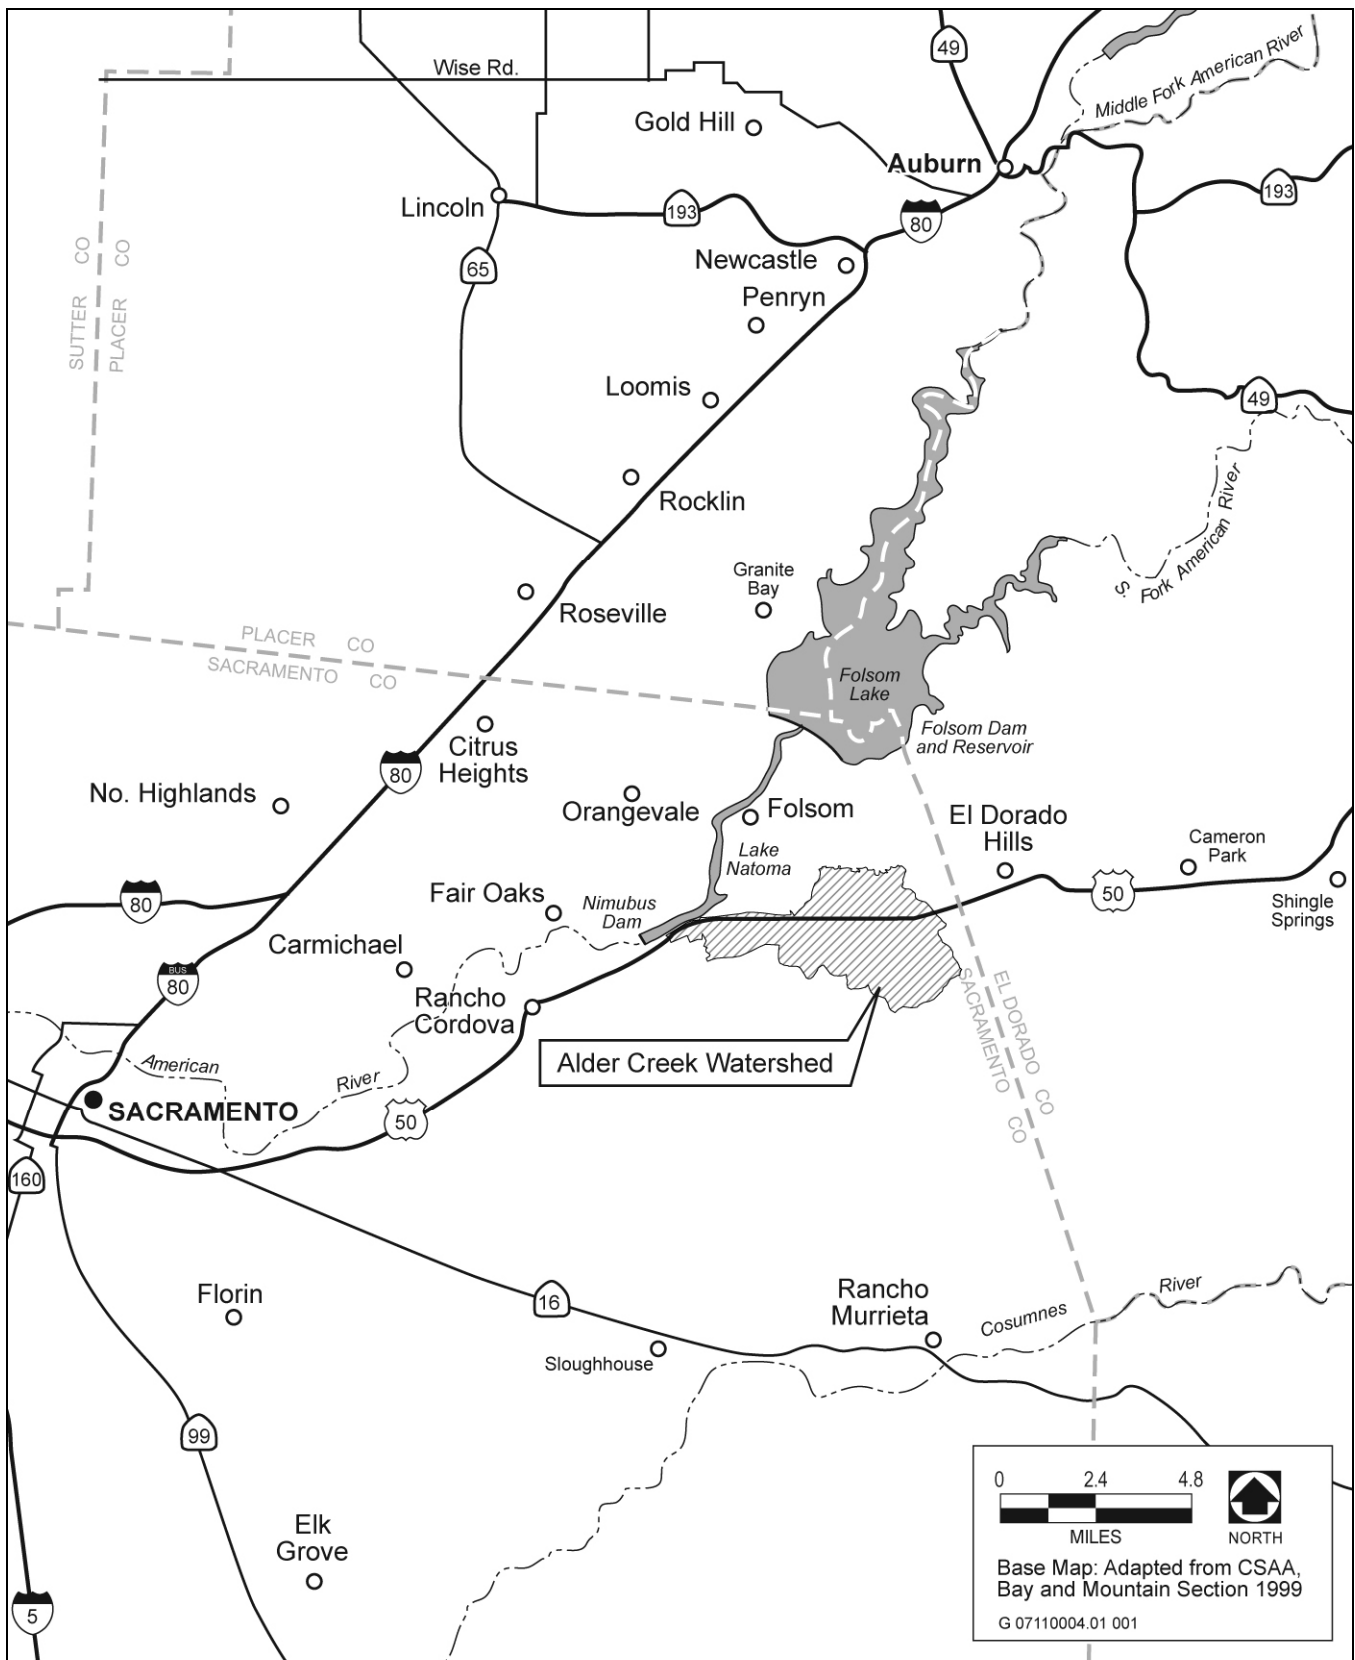 49
Wise Rd.
Middle Fork American River
Gold Hill
Auburn
193
Lincoln
193
80
SUTTER CO
PLACER CO
65
Newcastle
Penryn
Loomis
49
Rocklin
S. Fork American River
Granite
Bay
Roseville
PLACER CO
SACRAMENTO CO
Folsom
Lake
Folsom Dam
and Reservoir
Citrus
Heights
80
No. Highlands
Orangevale
Folsom
El Dorado
Hills
Cameron
Park
Lake
Natoma
80
Fair Oaks
Nimubus
Dam
50
Shingle
Springs
Carmichael
BUS
80
Rancho
Cordova
EL DORADO CO
SACRAMENTO CO
Alder Creek Watershed
American River
SACRAMENTO
50
160
Florin
16
Rancho
Murrieta
Cosumnes River
Sloughhouse
99
0 2.4 4.8
MILES
NORTH
Elk
Grove
Base Map: Adapted from CSAA,
Bay and Mountain Section 1999
G 07110004.01 001
5